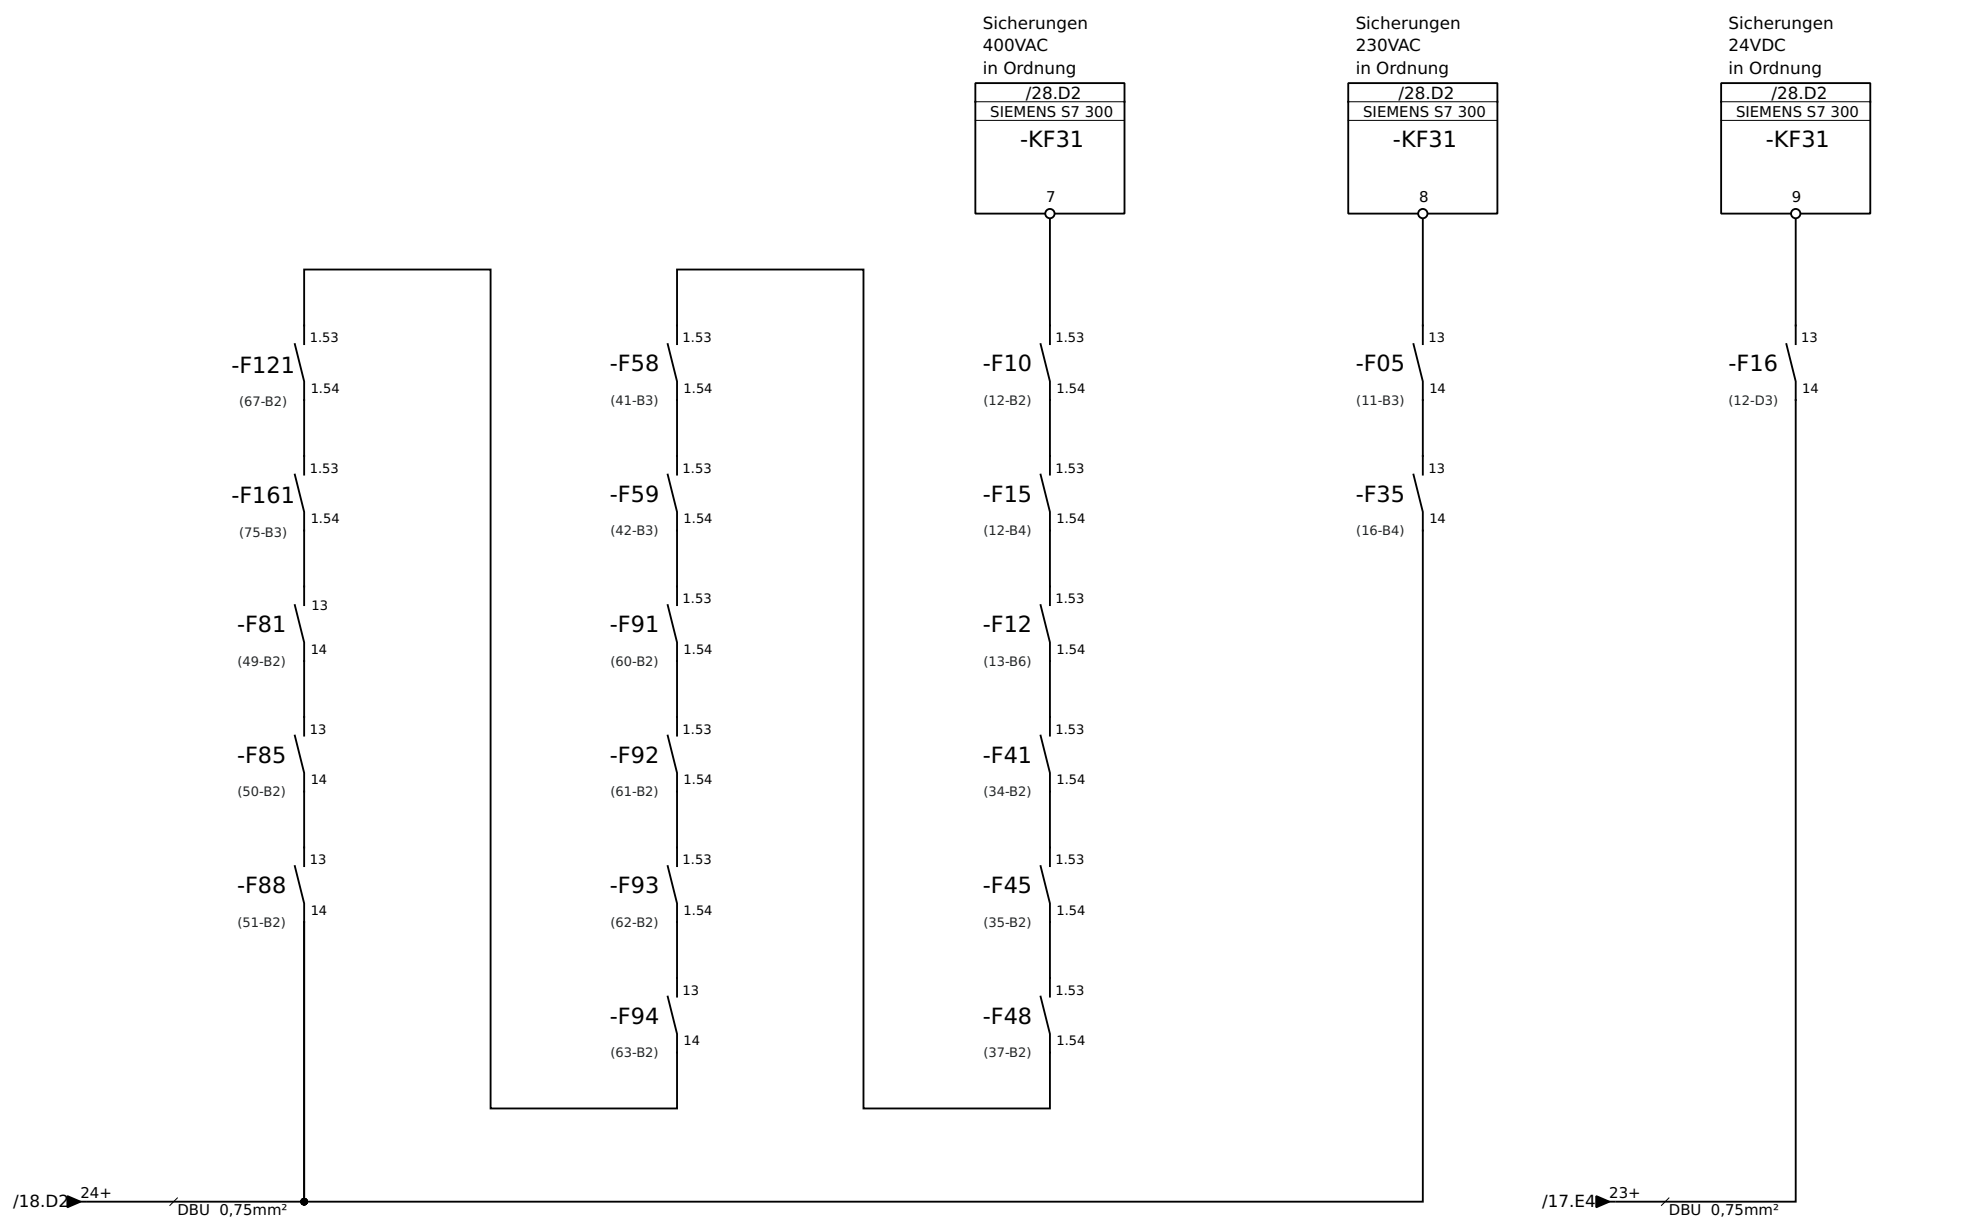 Sicherungen
400VAC
in Ordnung
/28.D2
SIEMENS S7 300
-KF31
7
Sicherungen
230VAC
in Ordnung
/28.D2
SIEMENS S7 300
-KF31
8
Sicherungen
24VDC
in Ordnung
/28.D2
SIEMENS S7 300
-KF31
9
1.53
-F121
1.54
(67-B2)
1.53
-F161
1.54
(75-B3)
13
-F81
14
(49-B2)
13
-F85
14
(50-B2)
13
-F88
14
(51-B2)
1.53
-F58
1.54
(41-B3)
1.53
-F59
1.54
(42-B3)
1.53
-F91
1.54
(60-B2)
1.53
-F92
1.54
(61-B2)
1.53
-F93
1.54
(62-B2)
13
-F94
14
(63-B2)
1.53
-F10
1.54
(12-B2)
1.53
-F15
1.54
(12-B4)
1.53
-F12
1.54
(13-B6)
1.53
-F41
1.54
(34-B2)
1.53
-F45
1.54
(35-B2)
1.53
-F48
1.54
(37-B2)
13
-F05
14
(11-B3)
13
-F35
14
(16-B4)
13
-F16
14
(12-D3)
/18.D2
24+
DBU 0,75mm²
/17.E4
23+
DBU 0,75mm²